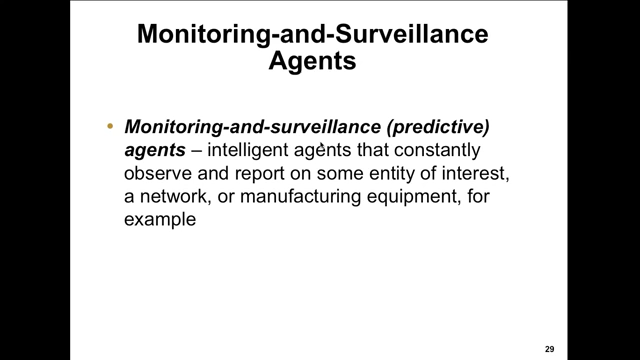 Monitoring-and-Surveillance
Agents
• Monitoring-and-surveillance (predictive)
agents – intelligent agents that constantly
observe and report on some entity of interest,
a network, or manufacturing equipment, for
example
29